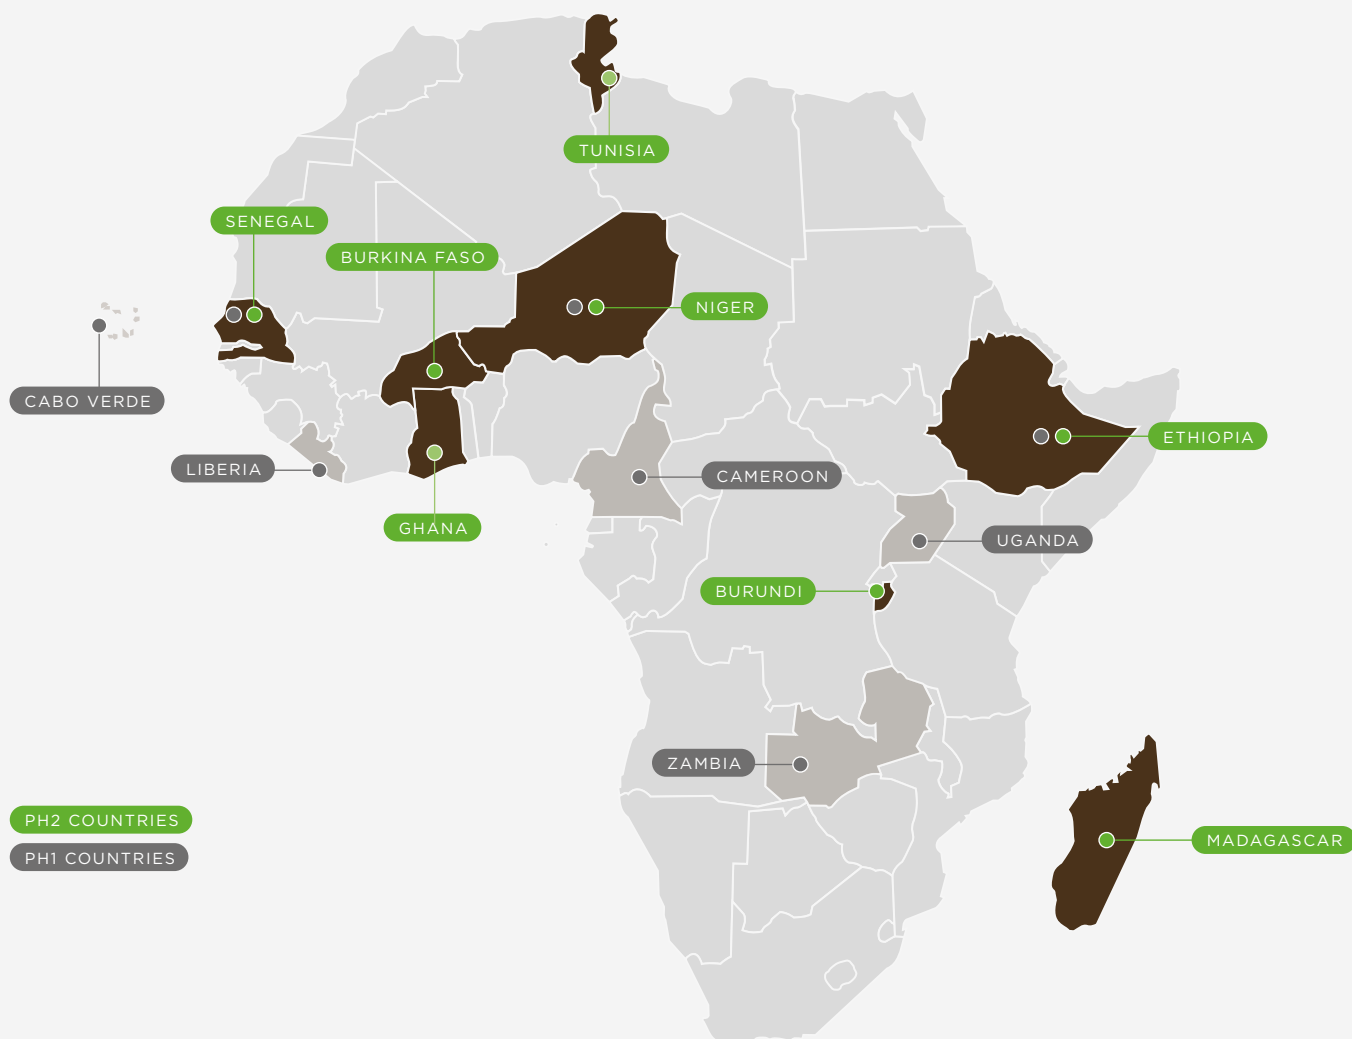 TUNISIA
SENEGAL
BURKINA FASO
NIGER
CABO VERDE
ETHIOPIA
LIBERIA
CAMEROON
GHANA
UGANDA
BURUNDI
ZAMBIA
PH2 COUNTRIES
MADAGASCAR
PH1 COUNTRIES